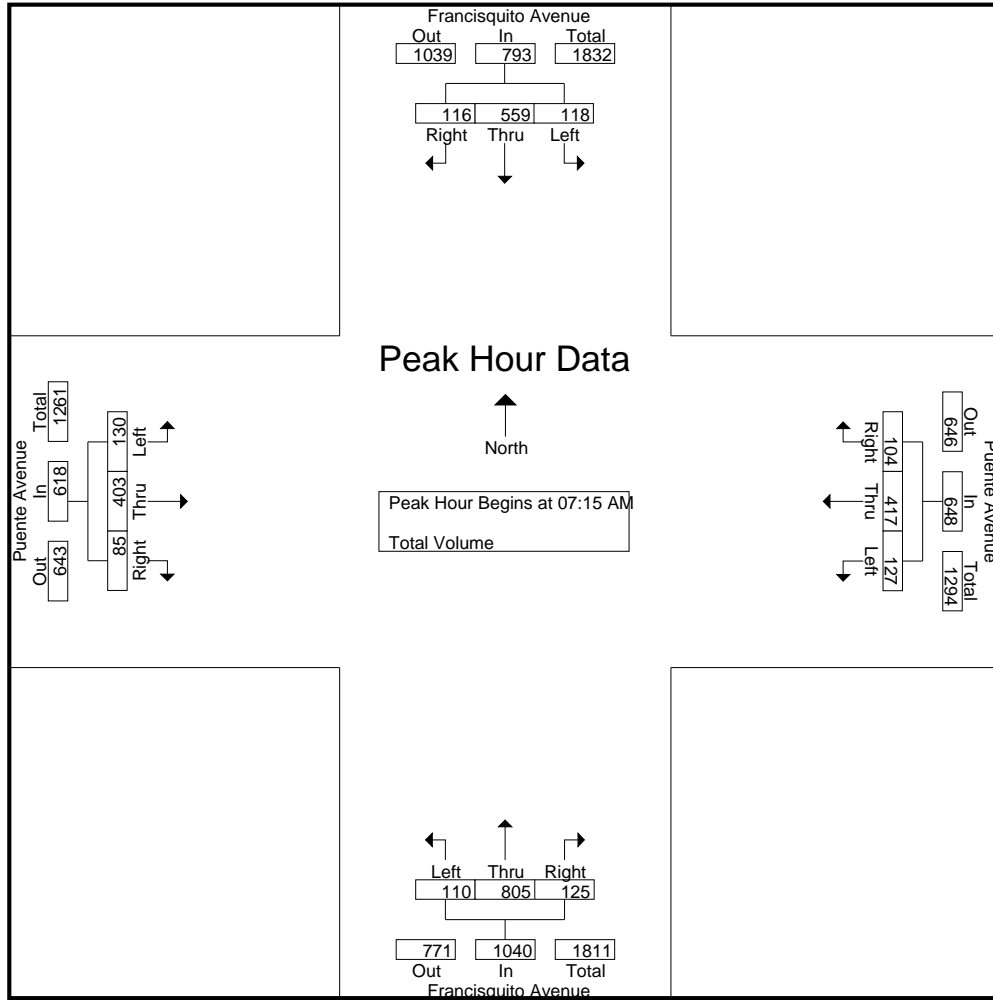 Francisquito Avenue
Out In Total
1039 793 1832
116 559 118
Right Thru Left
Peak Hour Data
North
Peak Hour Begins at 07:15 AM
Total Volume
Puente Avenue
Total In Out
1261 618 643
130 403 85
Left Thru Right
Puente Avenue
Out In Total
646 648 1294
104 417 127
Right Thru Left
Left Thru Right
110 805 125
771 1040 1811
Out In Total
Francisquito Avenue